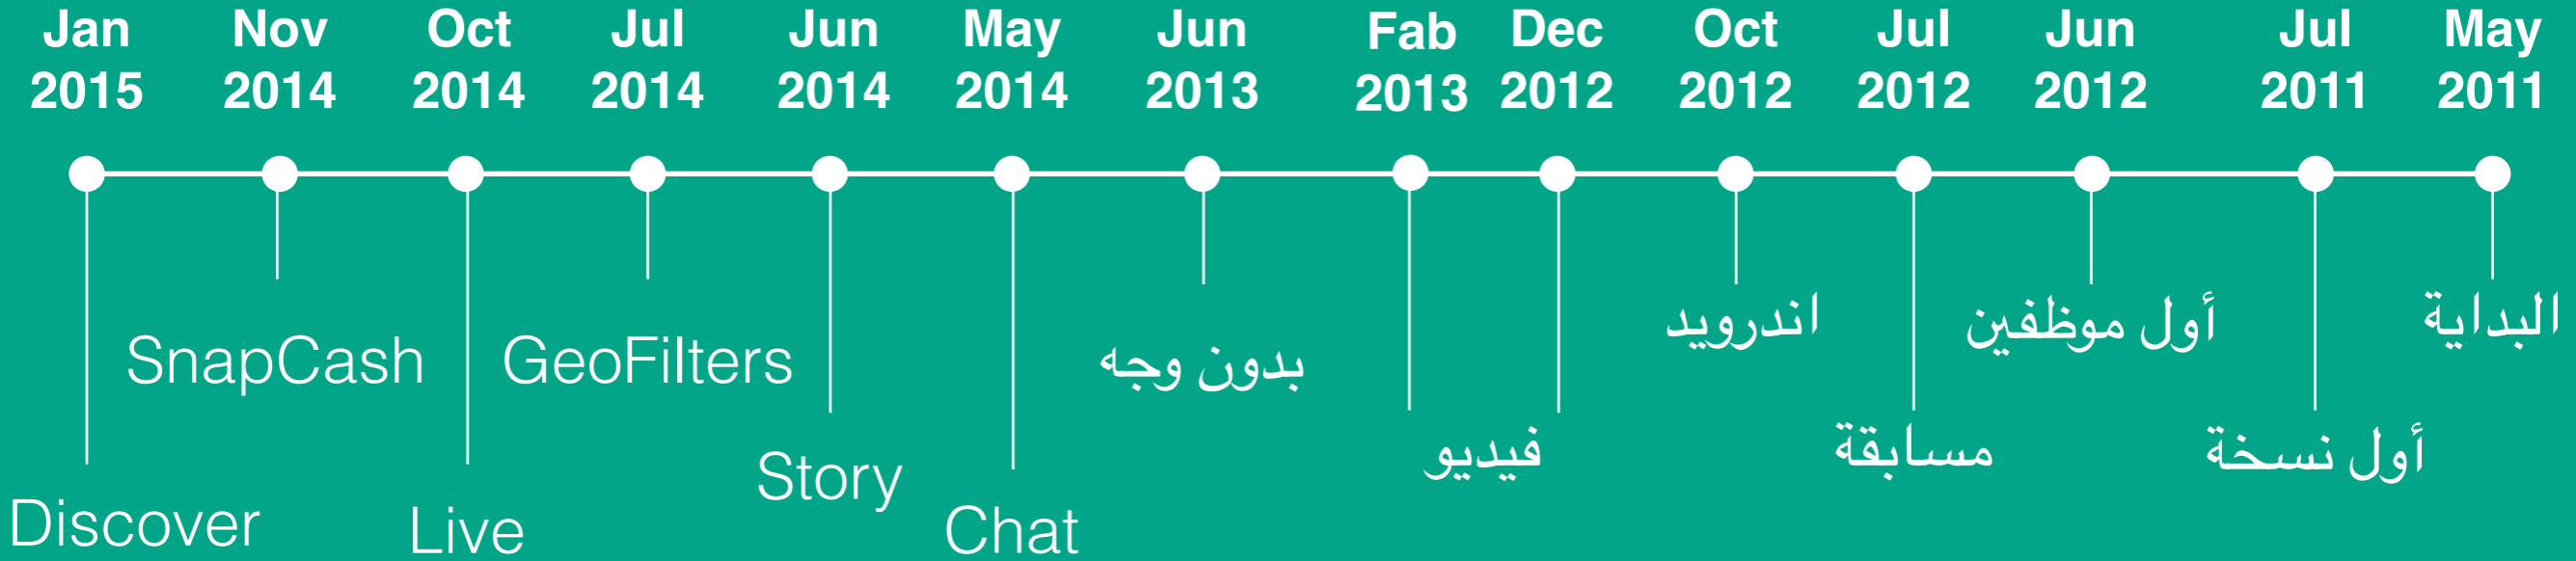 Jan
2015
Nov
2014
Oct
2014
Jul
2014
Jun
2014
May
2014
Jun
2013
Fab
2013
Dec
2012
Oct
2012
Jul
2012
Jun
2012
Jul
2011
May
2011
Discover
SnapCash
Live
GeoFilters
Story
Chat
بدون وجه
فيديو
اندرويد
مسابقة
أول موظفين
أول نسخة
البداية